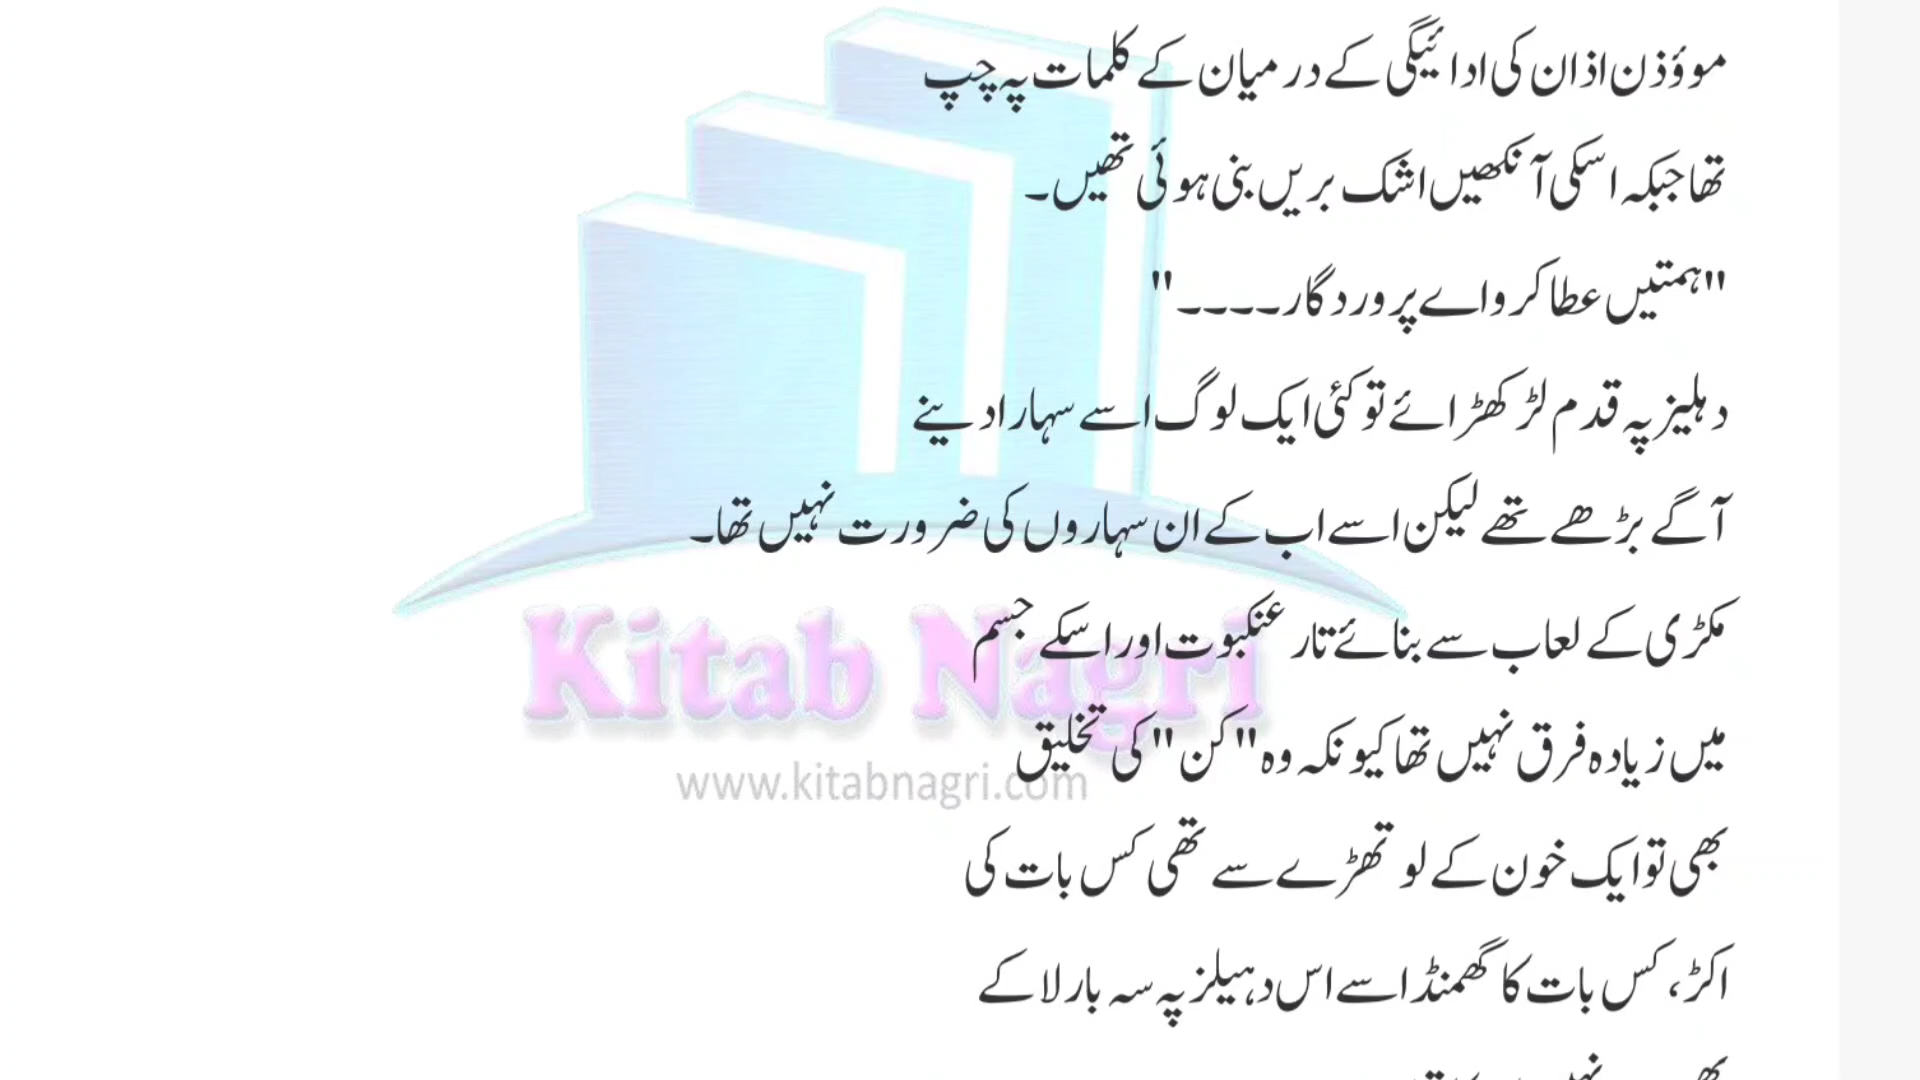 موؤذن اذان کی ادائیگی کے درمیان کے کلمات پہ چپ
تھا جبکہ اسکی آنکھیں اشک بریں بنی ہوئی تھیں۔
"ہمتیں عطا کر واے پروردگار۔۔۔۔"
دہلیز پہ قدم لڑکھڑائے تو کئی ایک لوگ اسے سہارا دینے
آگے بڑھے تھے لیکن اسے اب کے ان سہاروں کی ضرورت نہیں تھا۔
مکڑی کے لعاب سے بنائے تار عنکبوت اور اسکے جسم
میں زیادہ فرق نہیں تھا کیونکہ وہ "کن" کی تخلیق
بھی تو ایک خون کے لوتھڑے سے تھی کس بات کی
اکڑ، کس بات کا گھمنڈ اسے اس دہیلز پہ سہ بار لا کے
Kitab Nagri
www.kitabnagri.com